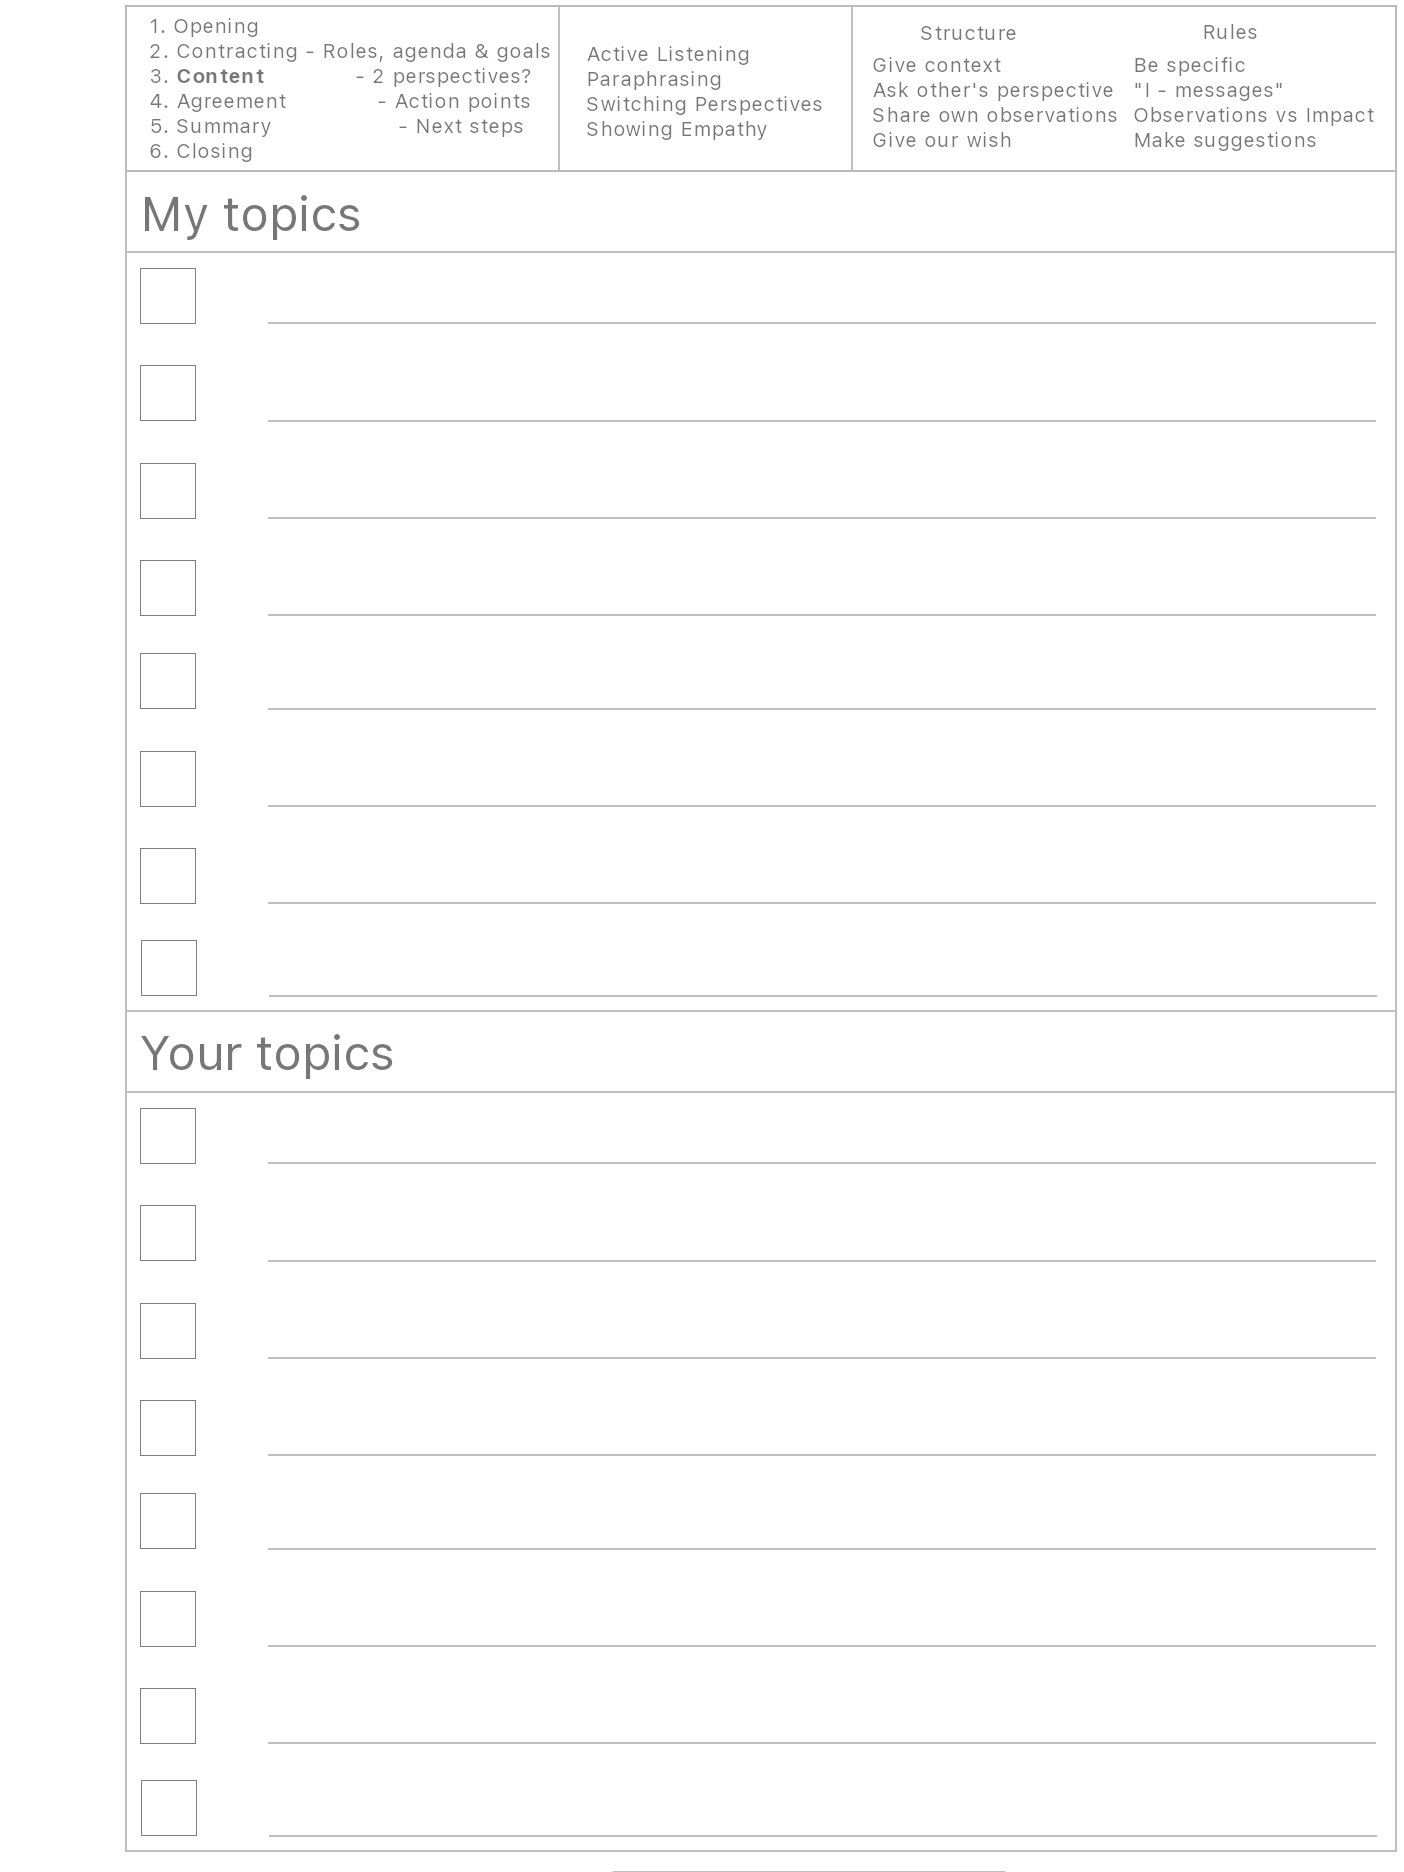 1. Opening
2. Contracting - Roles, agenda & goals
3. Content - 2 perspectives?
4. Agreement - Action points
5. Summary - Next steps
6. Closing
Active Listening
Paraphrasing
Switching Perspectives
Showing Empathy
Structure
Give context
Ask other's perspective
Share own observations
Give our wish
Rules
Be specific
"I - messages"
Observations vs Impact
Make suggestions
My topics
Your topics